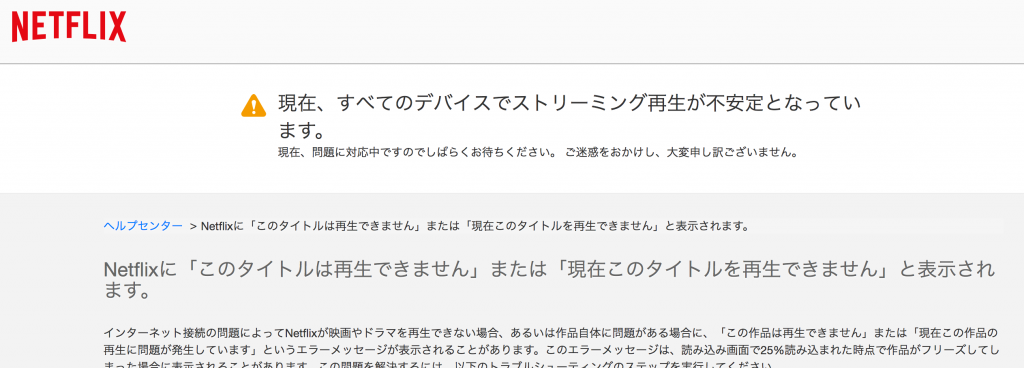 NETFLIX
現在、すべてのデバイスでストリーミング再生が不安定となってい
ます。
現在、問題に対応中ですのでしばらくお待ちください。 ご迷惑をおかけし、大変申し訳ございません。
ヘルプセンター > Netflixに「このタイトルは再生できません」または「現在このタイトルを再生できません」と表示されます。
Netflixに「このタイトルは再生できません」または「現在このタイトルを再生できません」と表示され
ます。
インターネット接続の問題によってNetflixが映画やドラマを再生できない場合、あるいは作品自体に問題がある場合に、「この作品は再生できません」または「現在この作品の
再生に問題が発生しています」というエラーメッセージが表示されることがあります。このエラーメッセージは、読み込み画面で25%読み込まれた時点で作品がフリーズしてし
まった場合に表示されることがあります。この問題を解決するには、以下のトラブルシューティングのステップを実行してください。